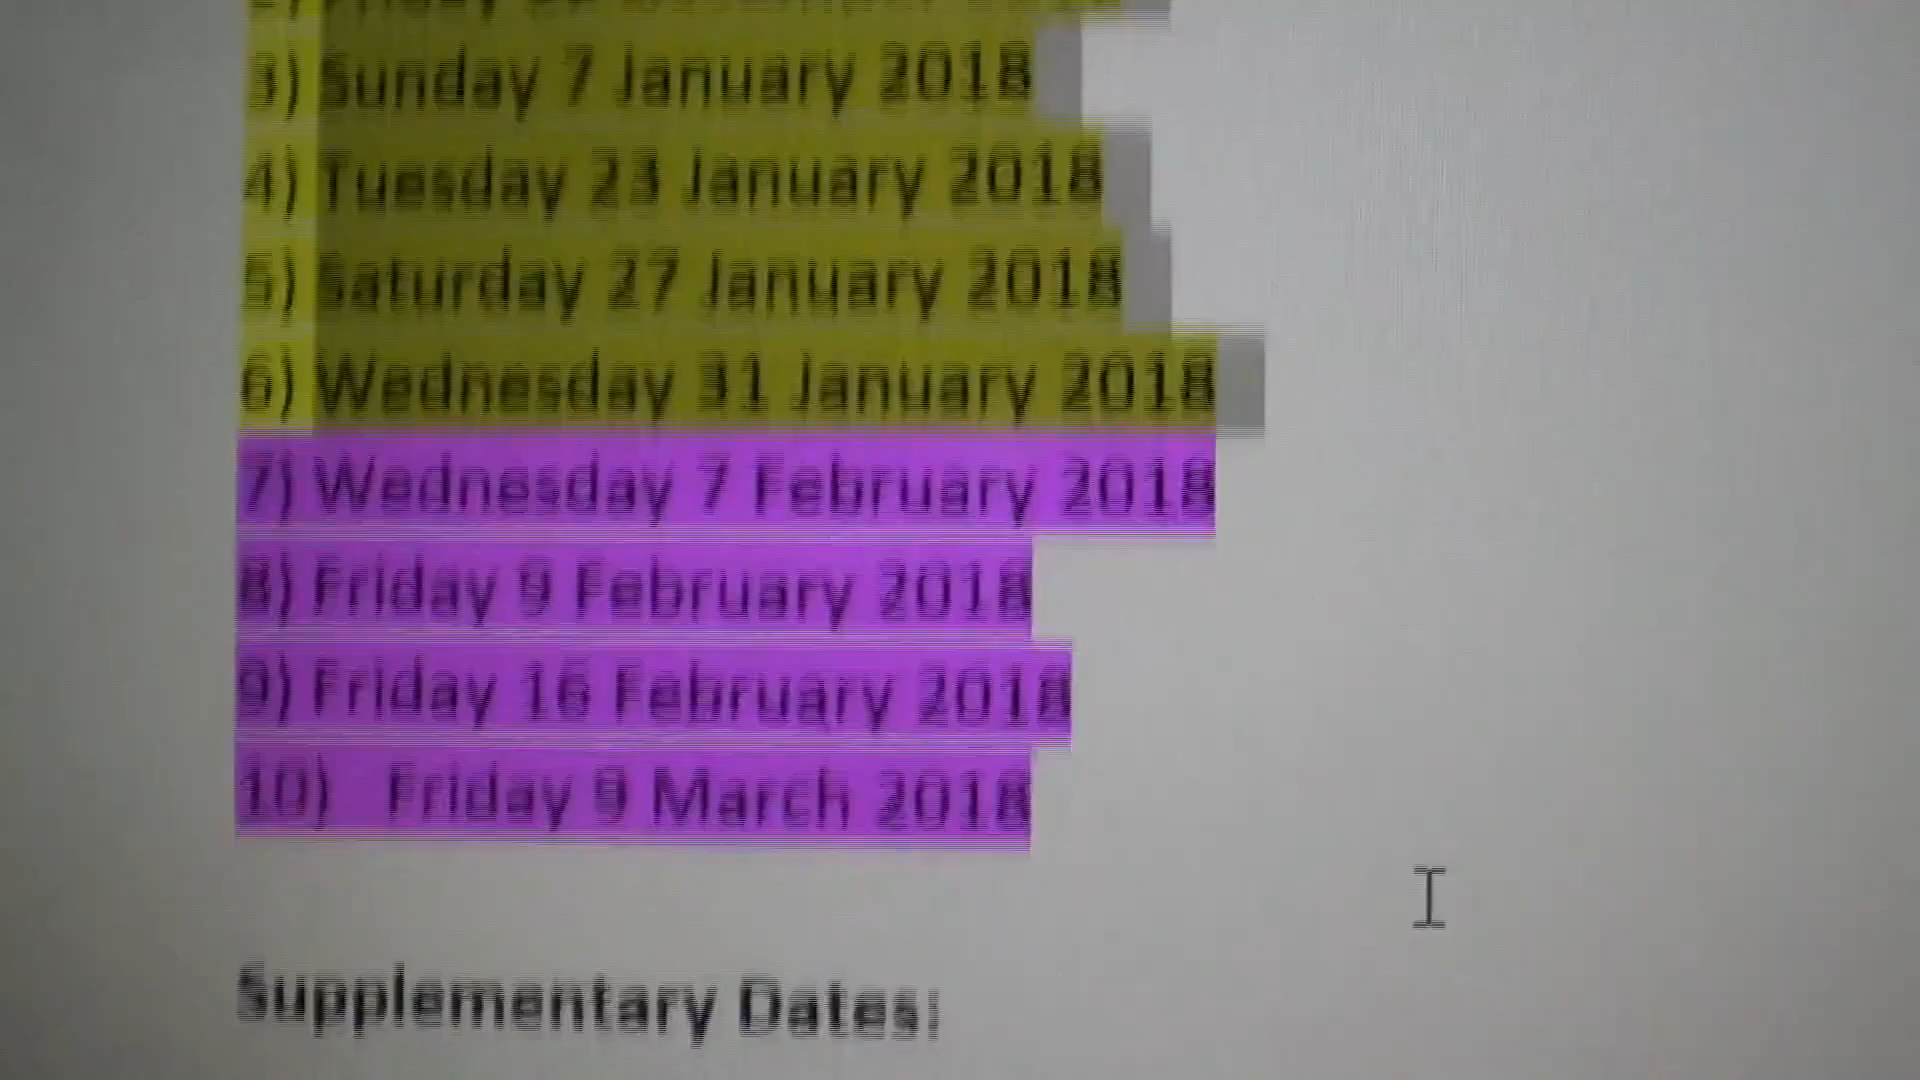 3) Sunday 7 January 2018
4) Tuesday 23 January 2018
5) Saturday 27 January 2018
6) Wednesday 31 January 2018
7) Wednesday 7 February 2018
8) Friday 9 February 2018
9) Friday 16 February 2018
10) Friday 9 March 2018
Supplementary Dates: